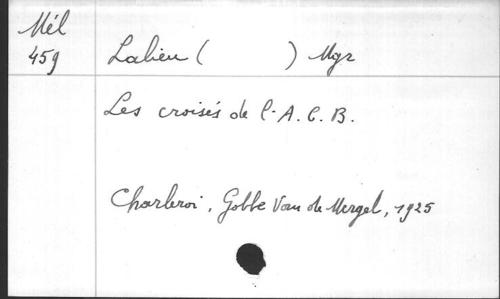 Mél
459
Lalieu ( ) Mgr
Les croisés de l'A.C.B.
Charleroi, Gobbe Van de Mergel, 1925